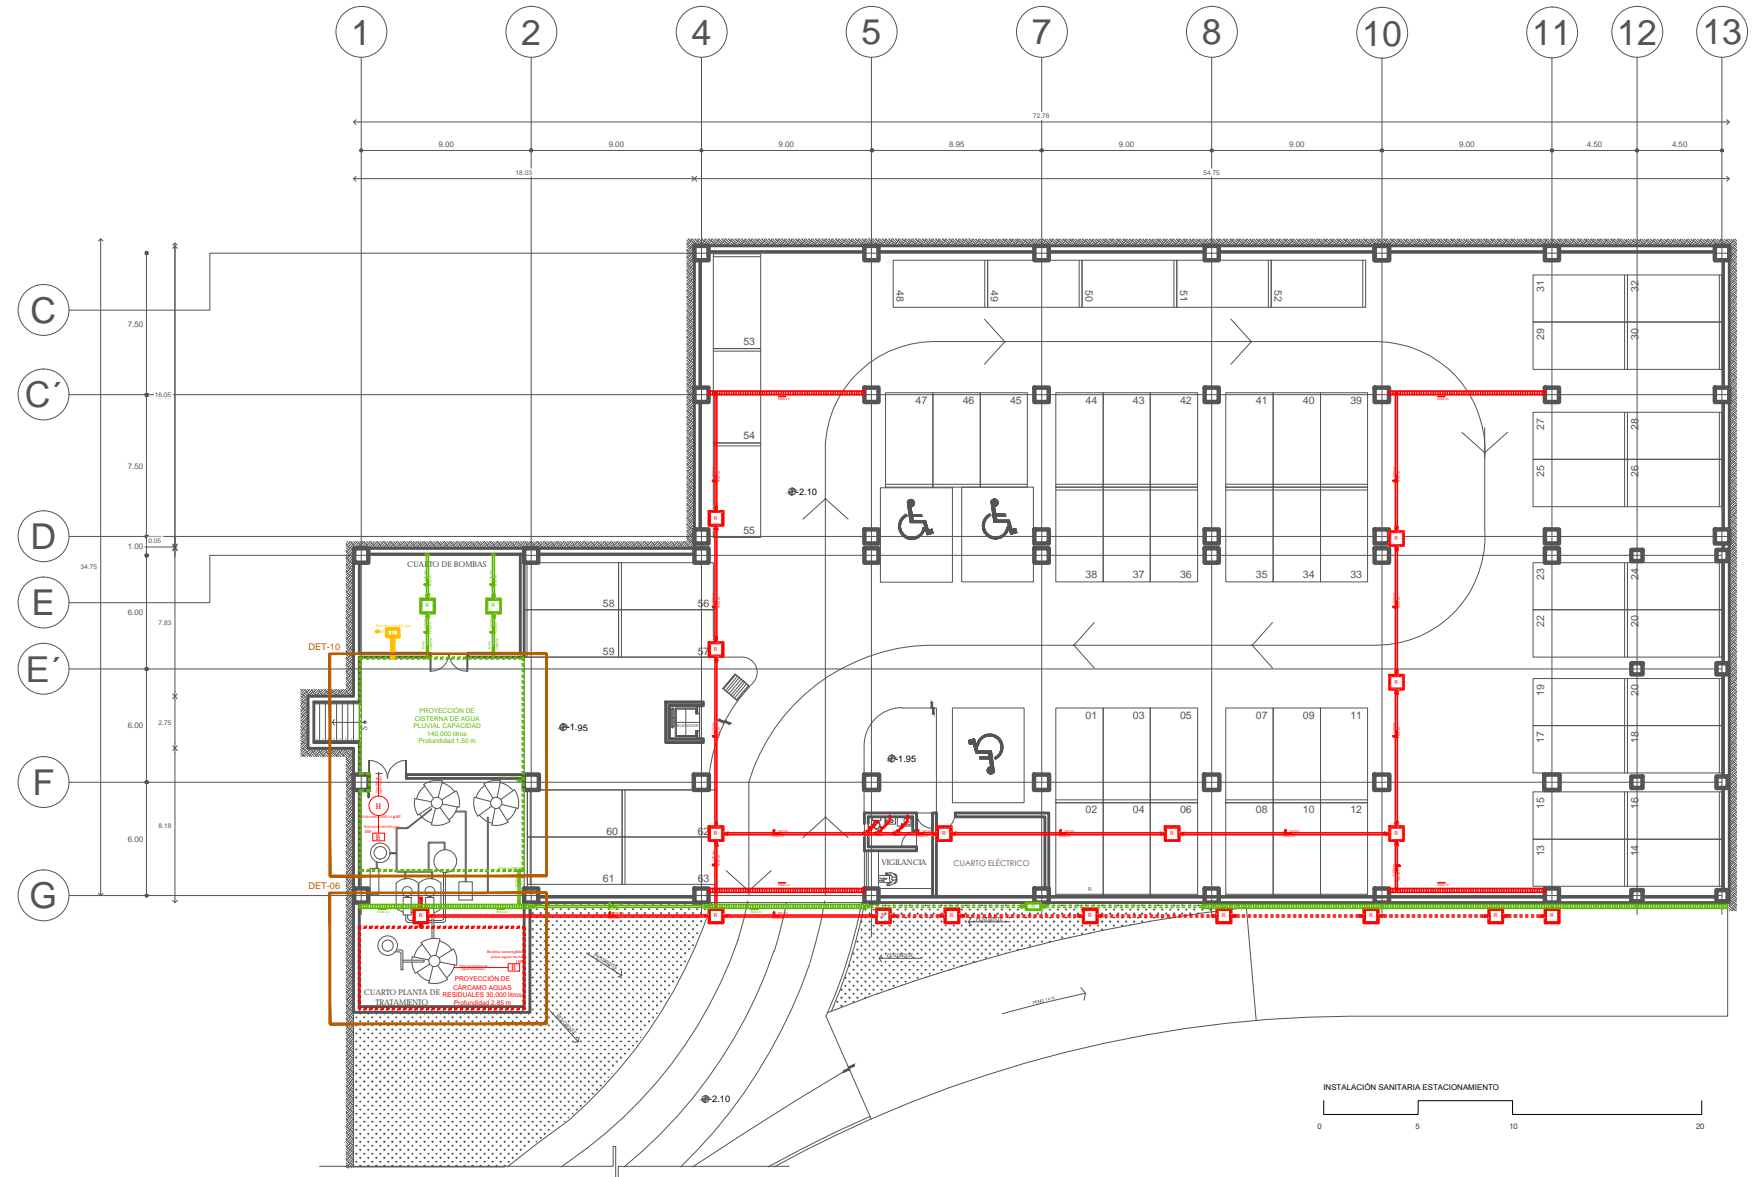 1 2 4 5 7 8 10 11 12 13
72.78
9.00 9.00 9.00 8.95 9.00 9.00 9.00 4.50 4.50
18.03 54.75
C
7.50
C´
16.05
7.50
D
1.00 0.05
34.75
E
6.00
7.83
E´
6.00
2.75
F
6.00
8.18
G
48 49 50 51 52
31 32
29 30
53
54
55
47 46 45 44 43 42 41 40 39
27 28
25 26
-2.10
38 37 36 35 34 33
23 24
22 20
CUARTO DE BOMBAS
R R
58 56
59 57
DET-10
PROYECCIÓN DE
CISTERNA DE AGUA
PLUVIAL CAPACIDAD
140,000 litros
Profundidad 1.50 m
S
-1.95
ELEVADOR
-1.95
01 03 05 07 09 11
19 20
17 18
02 04 06 08 10 12
15 16
13 14
H
B
60 62
61 63
VIGILANCIA
CUARTO ELÉCTRICO
R
DET-06
R R R R R R R R R
B
PROYECCIÓN DE
CÁRCAMO AGUAS
RESIDUALES 30,000 litros
Profundidad 2.85 m
CUARTO PLANTA DE
TRATAMIENTO
-2.10
INSTALACIÓN SANITARIA ESTACIONAMIENTO
0 5 10 20